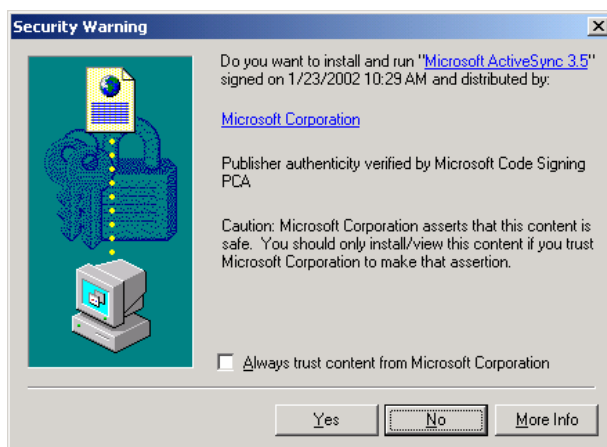 Security Warning
Do you want to install and run "Microsoft ActiveSync 3.5"
signed on 1/23/2002 10:29 AM and distributed by:
Microsoft Corporation
Publisher authenticity verified by Microsoft Code Signing
PCA
Caution: Microsoft Corporation asserts that this content is
safe. You should only install/view this content if you trust
Microsoft Corporation to make that assertion.
Always trust content from Microsoft Corporation
Yes No More Info